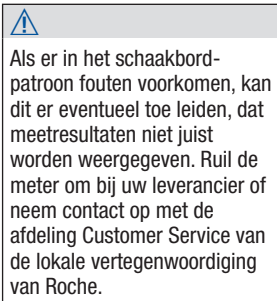 Als er in het schaakbord-
patroon fouten voorkomen, kan
dit er eventueel toe leiden, dat
meetresultaten niet juist
worden weergegeven. Ruil de
meter om bij uw leverancier of
neem contact op met de
afdeling Customer Service van
de lokale vertegenwoordiging
van Roche.